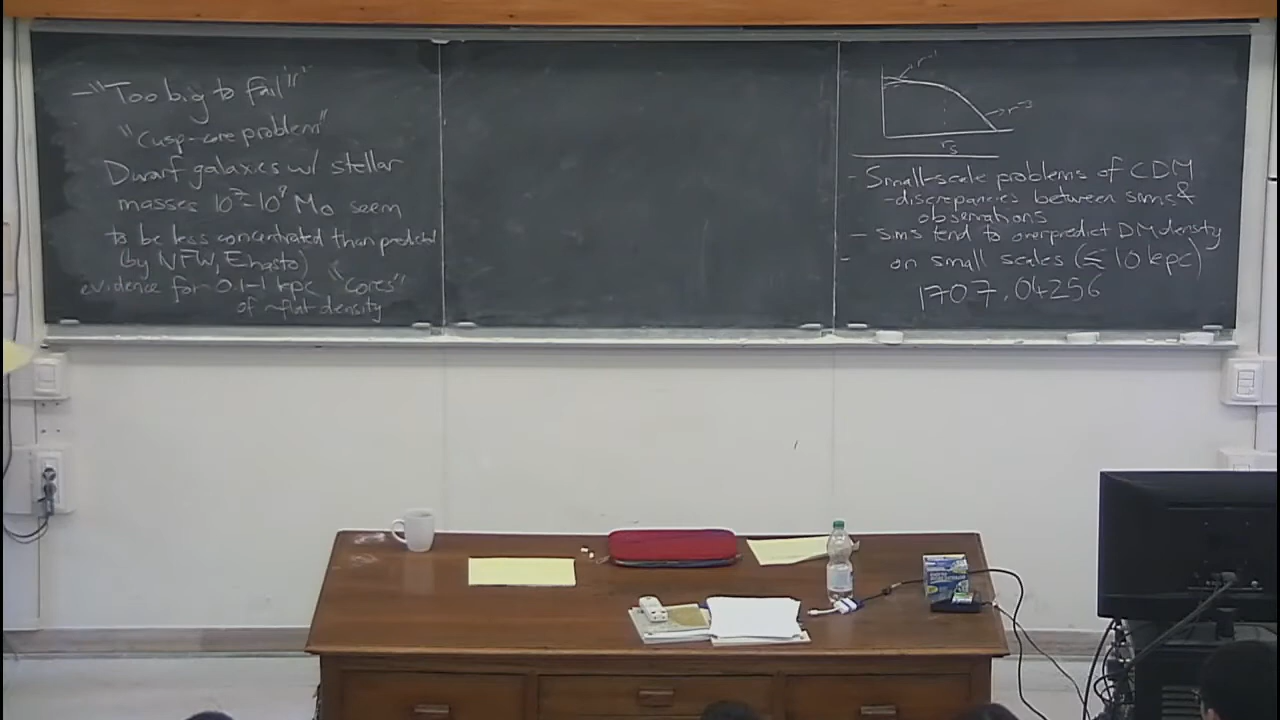 - "Too big to fail"
"Cusp-core problem"
Dwarf galaxies w/ stellar
masses 10⁷-10⁹ M⊙ seem
to be less concentrated than predicted
(by NFW, Einasto)
evidence for 0.1-1 kpc "cores"
of ~flat density
r⁻¹
r⁻³
rₛ
- Small-scale problems of CDM
- discrepancies between sims &
observations
- sims tend to overpredict DM density
- on small scales (≲ 10 kpc)
1707.04256